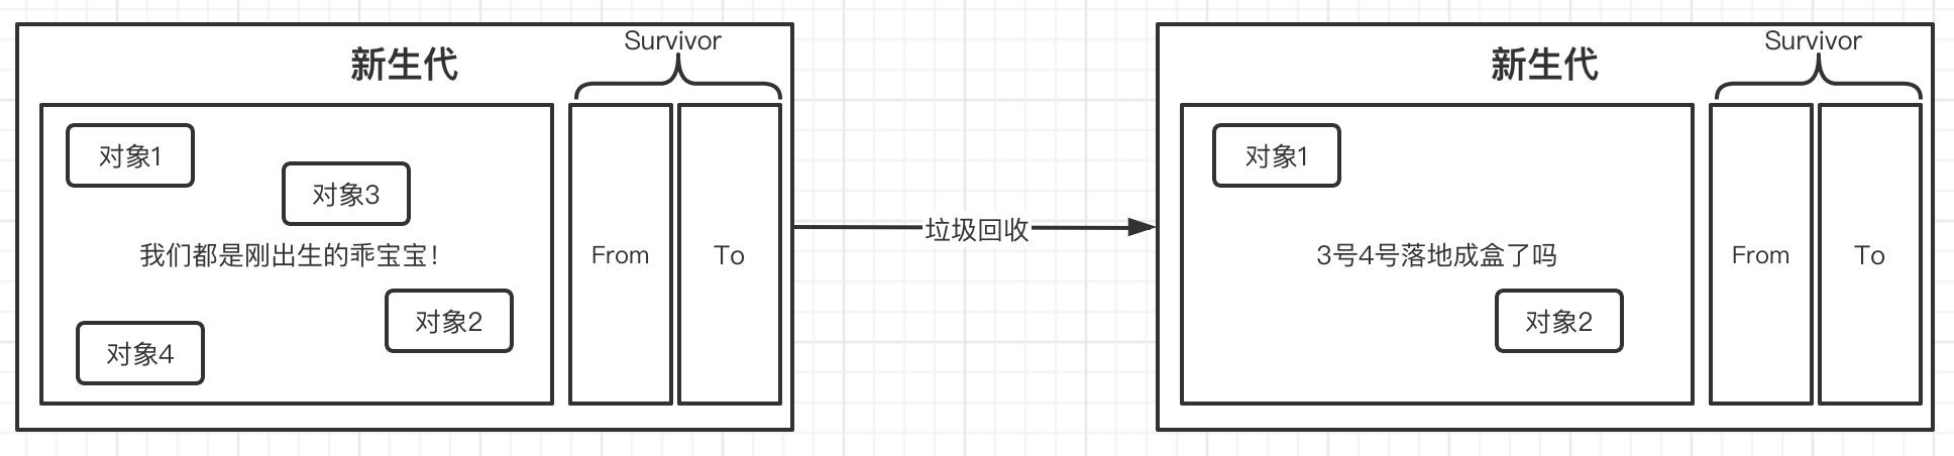 新生代
Survivor
对象1
对象3
我们都是刚出生的乖宝宝！
对象2
对象4
From
To
垃圾回收
新生代
Survivor
对象1
3号4号落地成盒了吗
对象2
From
To